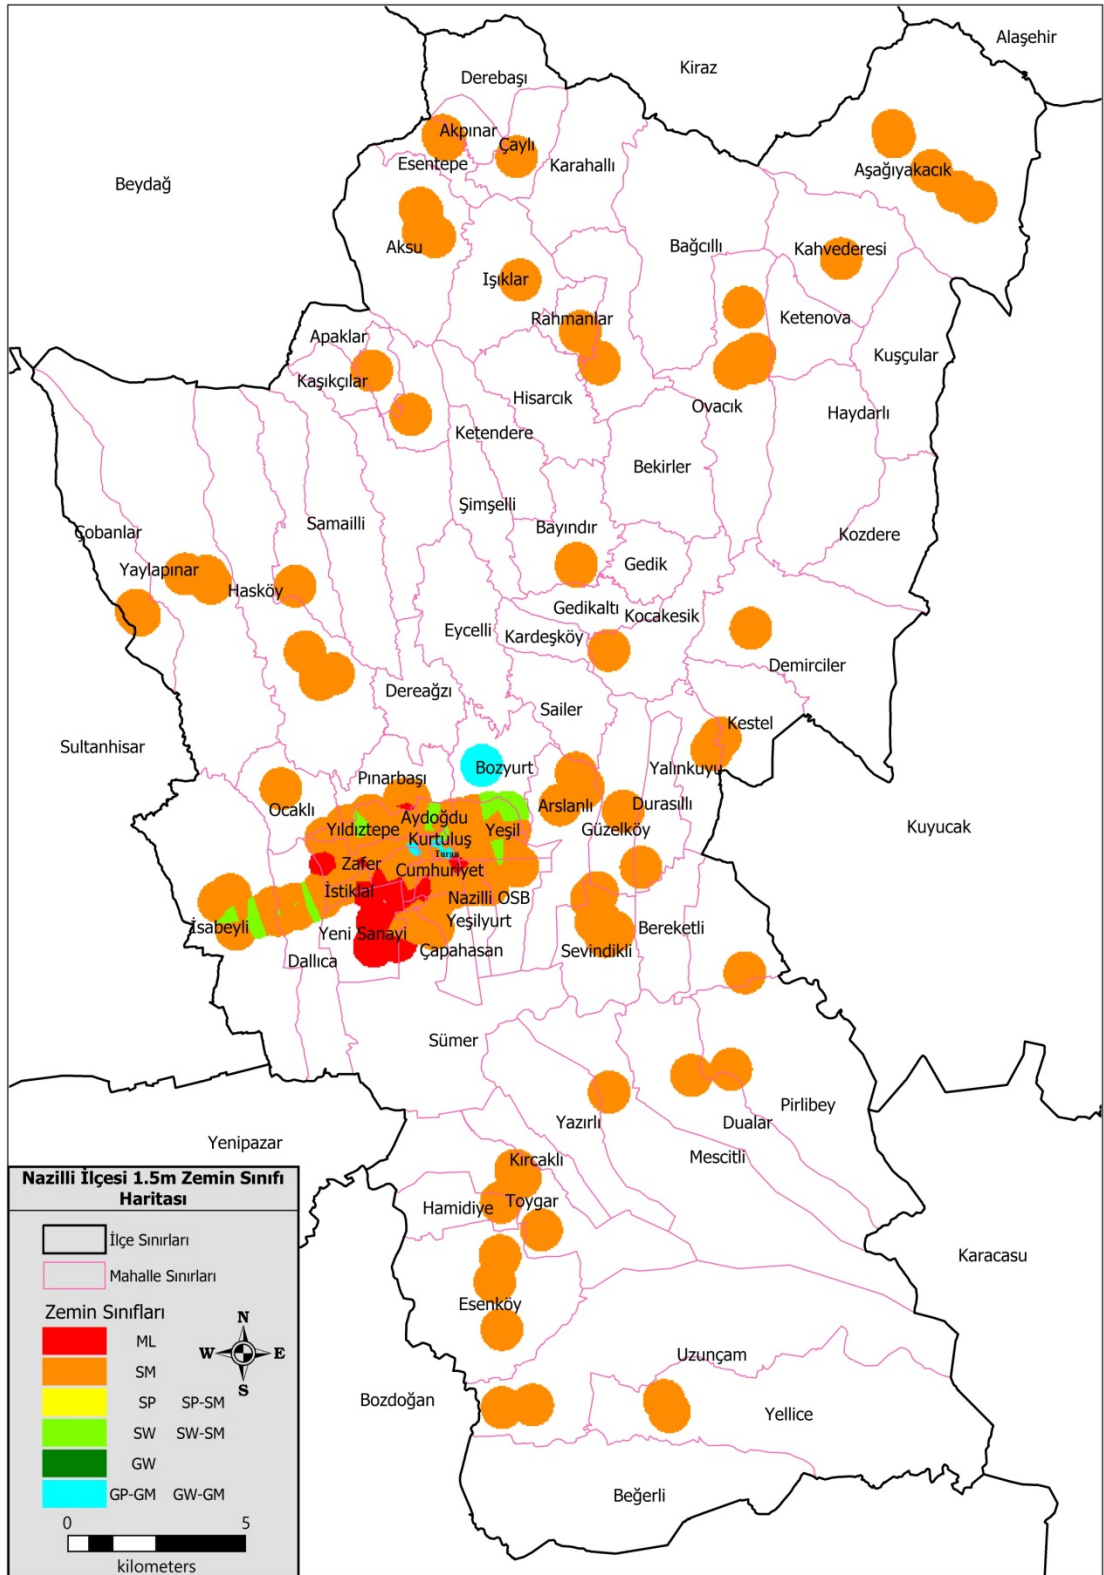 Alaşehir
Kiraz
Derebaşı
Akpınar
Çaylı
Esentepe
Karahallı
Aşağıyakacık
Beydağ
Aksu
Bağcıllı
Kahvederesi
Işıklar
Rahmanlar
Ketenova
Apaklar
Kuşçular
Kaşıkçılar
Hisarcık
Ovacık
Haydarlı
Ketendere
Bekirler
Şimşelli
Samailli
Çobanlar
Bayındır
Kozdere
Yaylapınar
Gedik
Hasköy
Gedikaltı
Kocakesik
Eycelli
Kardeşköy
Demirciler
Dereağzı
Sailer
Kestel
Sultanhisar
Bozyurt
Yalınkuyu
Pınarbaşı
Ocaklı
Arslanlı
Durasıllı
Aydoğdu
Yıldıztepe
Yeşil
Güzelköy
Kuyucak
Kurtuluş
Turan
Zafer
Cumhuriyet
İstiklal
Nazilli OSB
İsabeyli
Yeni Sanayi
Yeşilyurt
Bereketli
Çapahasan
Sevindikli
Dallıca
Sümer
Pirlibey
Yazırlı
Dualar
Yenipazar
Mescitli
Kırcaklı
Hamidiye
Toygar
Karacasu
Esenköy
Uzunçam
Bozdoğan
Yellice
Beğerli
Nazilli İlçesi 1.5m Zemin Sınıfı
Haritası
İlçe Sınırları
Mahalle Sınırları
Zemin Sınıfları
N
W E
S
ML
SM
SP SP-SM
SW SW-SM
GW
GP-GM GW-GM
0 5
kilometers